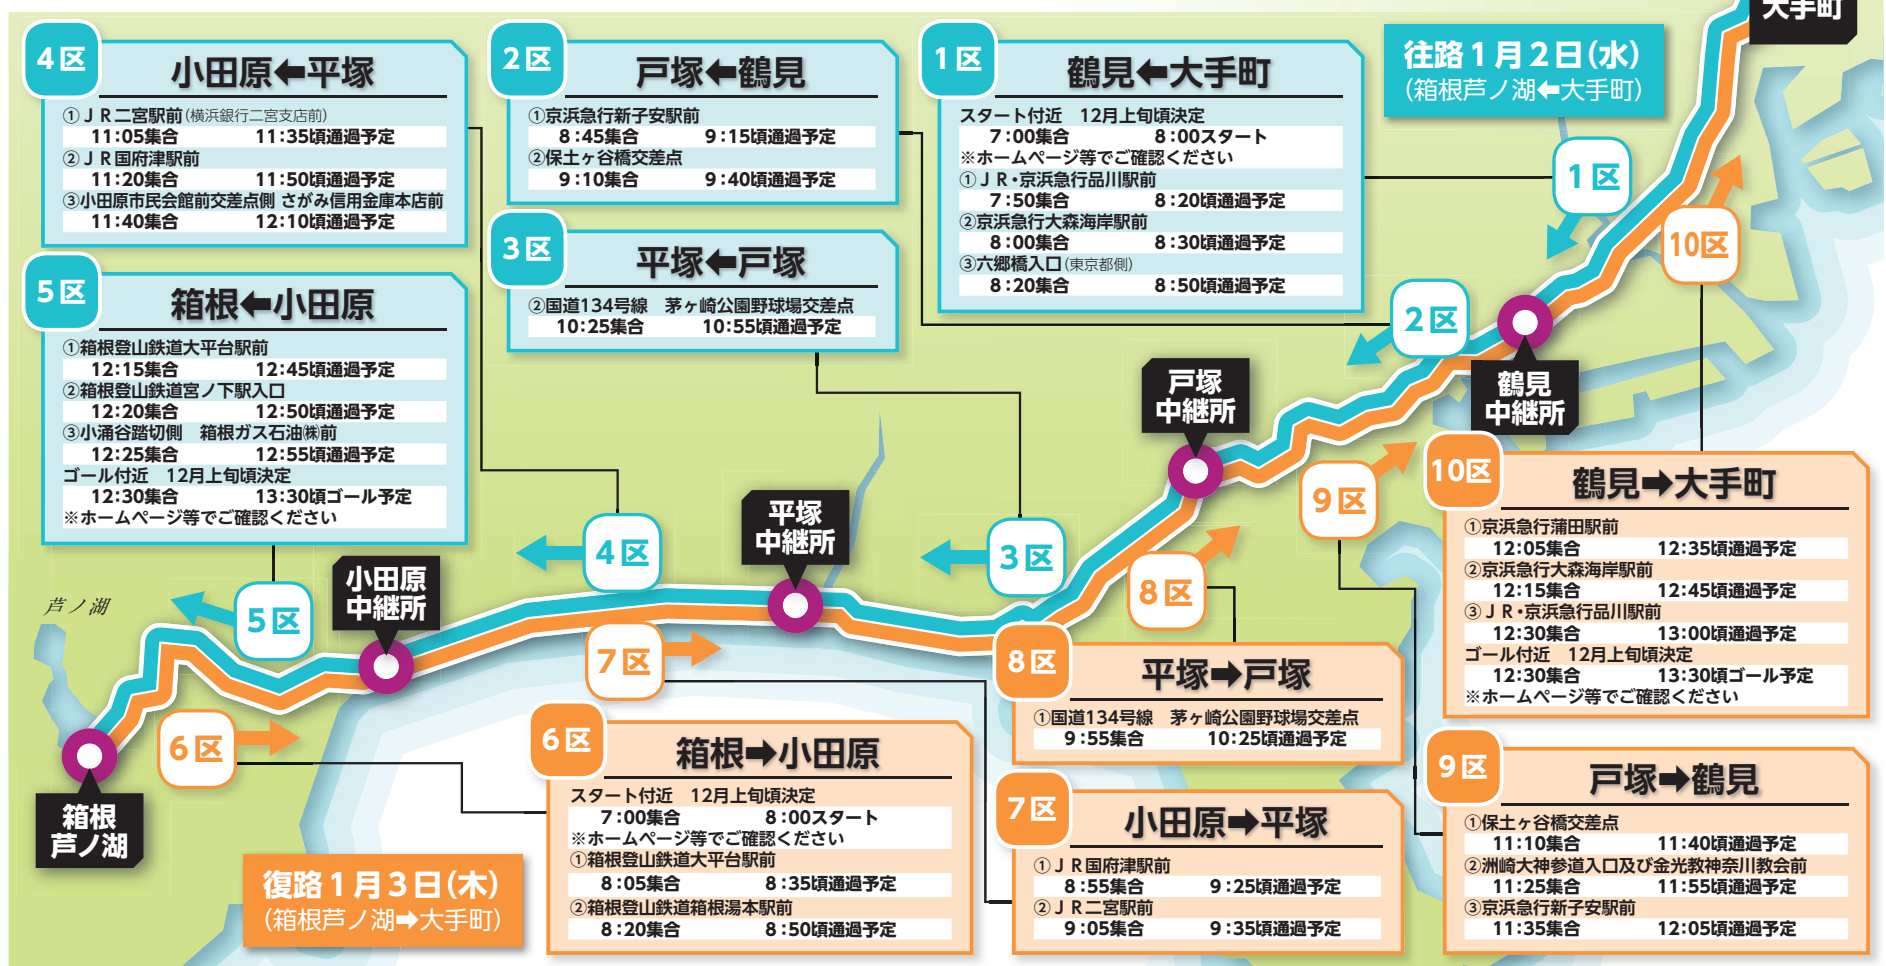 大手町
往路1月2日(水)
(箱根芦ノ湖⬅大手町)
1区
鶴見⬅大手町
スタート付近　12月上旬頃決定
7:00集合　8:00スタート
※ホームページ等でご確認ください
①ＪＲ・京浜急行品川駅前
7:50集合　8:20頃通過予定
②京浜急行大森海岸駅前
8:00集合　8:30頃通過予定
③六郷橋入口(東京都側)
8:20集合　8:50頃通過予定
2区
戸塚⬅鶴見
①京浜急行新子安駅前
8:45集合　9:15頃通過予定
②保土ヶ谷橋交差点
9:10集合　9:40頃通過予定
3区
平塚⬅戸塚
②国道134号線　茅ヶ崎公園野球場交差点
10:25集合　10:55頃通過予定
4区
小田原⬅平塚
①ＪＲ二宮駅前(横浜銀行二宮支店前)
11:05集合　11:35頃通過予定
②ＪＲ国府津駅前
11:20集合　11:50頃通過予定
③小田原市民会館前交差点側 さがみ信用金庫本店前
11:40集合　12:10頃通過予定
5区
箱根⬅小田原
①箱根登山鉄道大平台駅前
12:15集合　12:45頃通過予定
②箱根登山鉄道宮ノ下駅入口
12:20集合　12:50頃通過予定
③小涌谷踏切側　箱根ガス石油㈱前
12:25集合　12:55頃通過予定
ゴール付近　12月上旬頃決定
12:30集合　13:30頃ゴール予定
※ホームページ等でご確認ください
1区
10区
2区
鶴見
中継所
戸塚
中継所
9区
8区
3区
平塚
中継所
4区
7区
小田原
中継所
5区
芦ノ湖
6区
箱根
芦ノ湖
復路1月3日(木)
(箱根芦ノ湖➡大手町)
6区
箱根➡小田原
スタート付近　12月上旬頃決定
7:00集合　8:00スタート
※ホームページ等でご確認ください
①箱根登山鉄道大平台駅前
8:05集合　8:35頃通過予定
②箱根登山鉄道箱根湯本駅前
8:20集合　8:50頃通過予定
7区
小田原➡平塚
①ＪＲ国府津駅前
8:55集合　9:25頃通過予定
②ＪＲ二宮駅前
9:05集合　9:35頃通過予定
8区
平塚➡戸塚
①国道134号線　茅ヶ崎公園野球場交差点
9:55集合　10:25頃通過予定
9区
戸塚➡鶴見
①保土ヶ谷橋交差点
11:10集合　11:40頃通過予定
②洲崎大神参道入口及び金光教神奈川教会前
11:25集合　11:55頃通過予定
③京浜急行新子安駅前
11:35集合　12:05頃通過予定
10区
鶴見➡大手町
①京浜急行蒲田駅前
12:05集合　12:35頃通過予定
②京浜急行大森海岸駅前
12:15集合　12:45頃通過予定
③ＪＲ・京浜急行品川駅前
12:30集合　13:00頃通過予定
ゴール付近　12月上旬頃決定
12:30集合　13:30頃ゴール予定
※ホームページ等でご確認ください